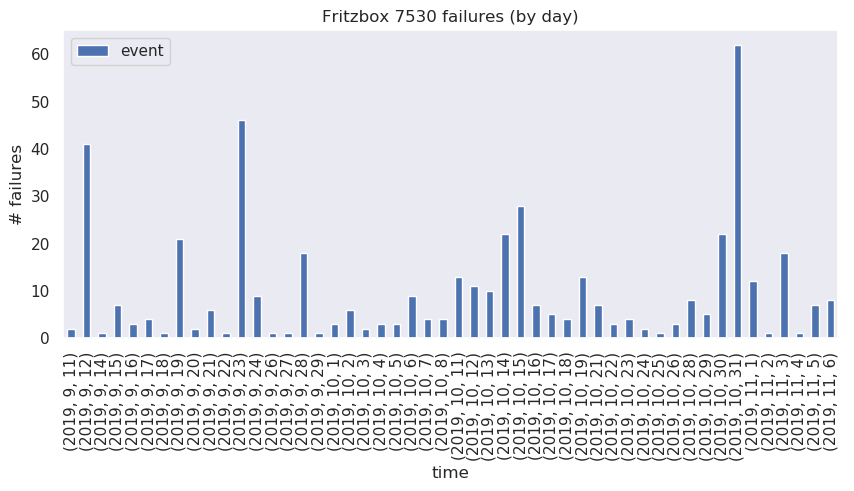 Fritzbox 7530 failures (by day)
event
# failures
60
50
40
30
20
10
0
(2019, 9, 11)
(2019, 9, 12)
(2019, 9, 14)
(2019, 9, 15)
(2019, 9, 16)
(2019, 9, 17)
(2019, 9, 18)
(2019, 9, 19)
(2019, 9, 20)
(2019, 9, 21)
(2019, 9, 22)
(2019, 9, 23)
(2019, 9, 24)
(2019, 9, 26)
(2019, 9, 27)
(2019, 9, 28)
(2019, 9, 29)
(2019, 10, 1)
(2019, 10, 2)
(2019, 10, 3)
(2019, 10, 4)
(2019, 10, 5)
(2019, 10, 6)
(2019, 10, 7)
(2019, 10, 8)
(2019, 10, 11)
(2019, 10, 12)
(2019, 10, 13)
(2019, 10, 14)
(2019, 10, 15)
(2019, 10, 16)
(2019, 10, 17)
(2019, 10, 18)
(2019, 10, 19)
(2019, 10, 21)
(2019, 10, 22)
(2019, 10, 23)
(2019, 10, 24)
(2019, 10, 25)
(2019, 10, 26)
(2019, 10, 28)
(2019, 10, 29)
(2019, 10, 30)
(2019, 10, 31)
(2019, 11, 1)
(2019, 11, 2)
(2019, 11, 3)
(2019, 11, 4)
(2019, 11, 5)
(2019, 11, 6)
time